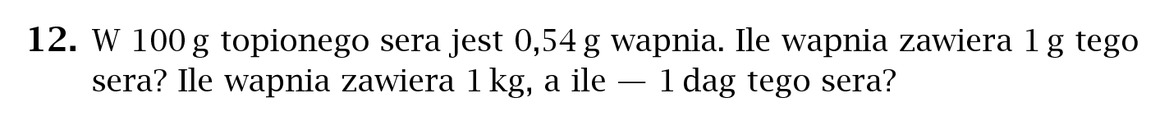 12. W 100 g topionego sera jest 0,54 g wapnia. Ile wapnia zawiera 1 g tego
sera? Ile wapnia zawiera 1 kg, a ile — 1 dag tego sera?